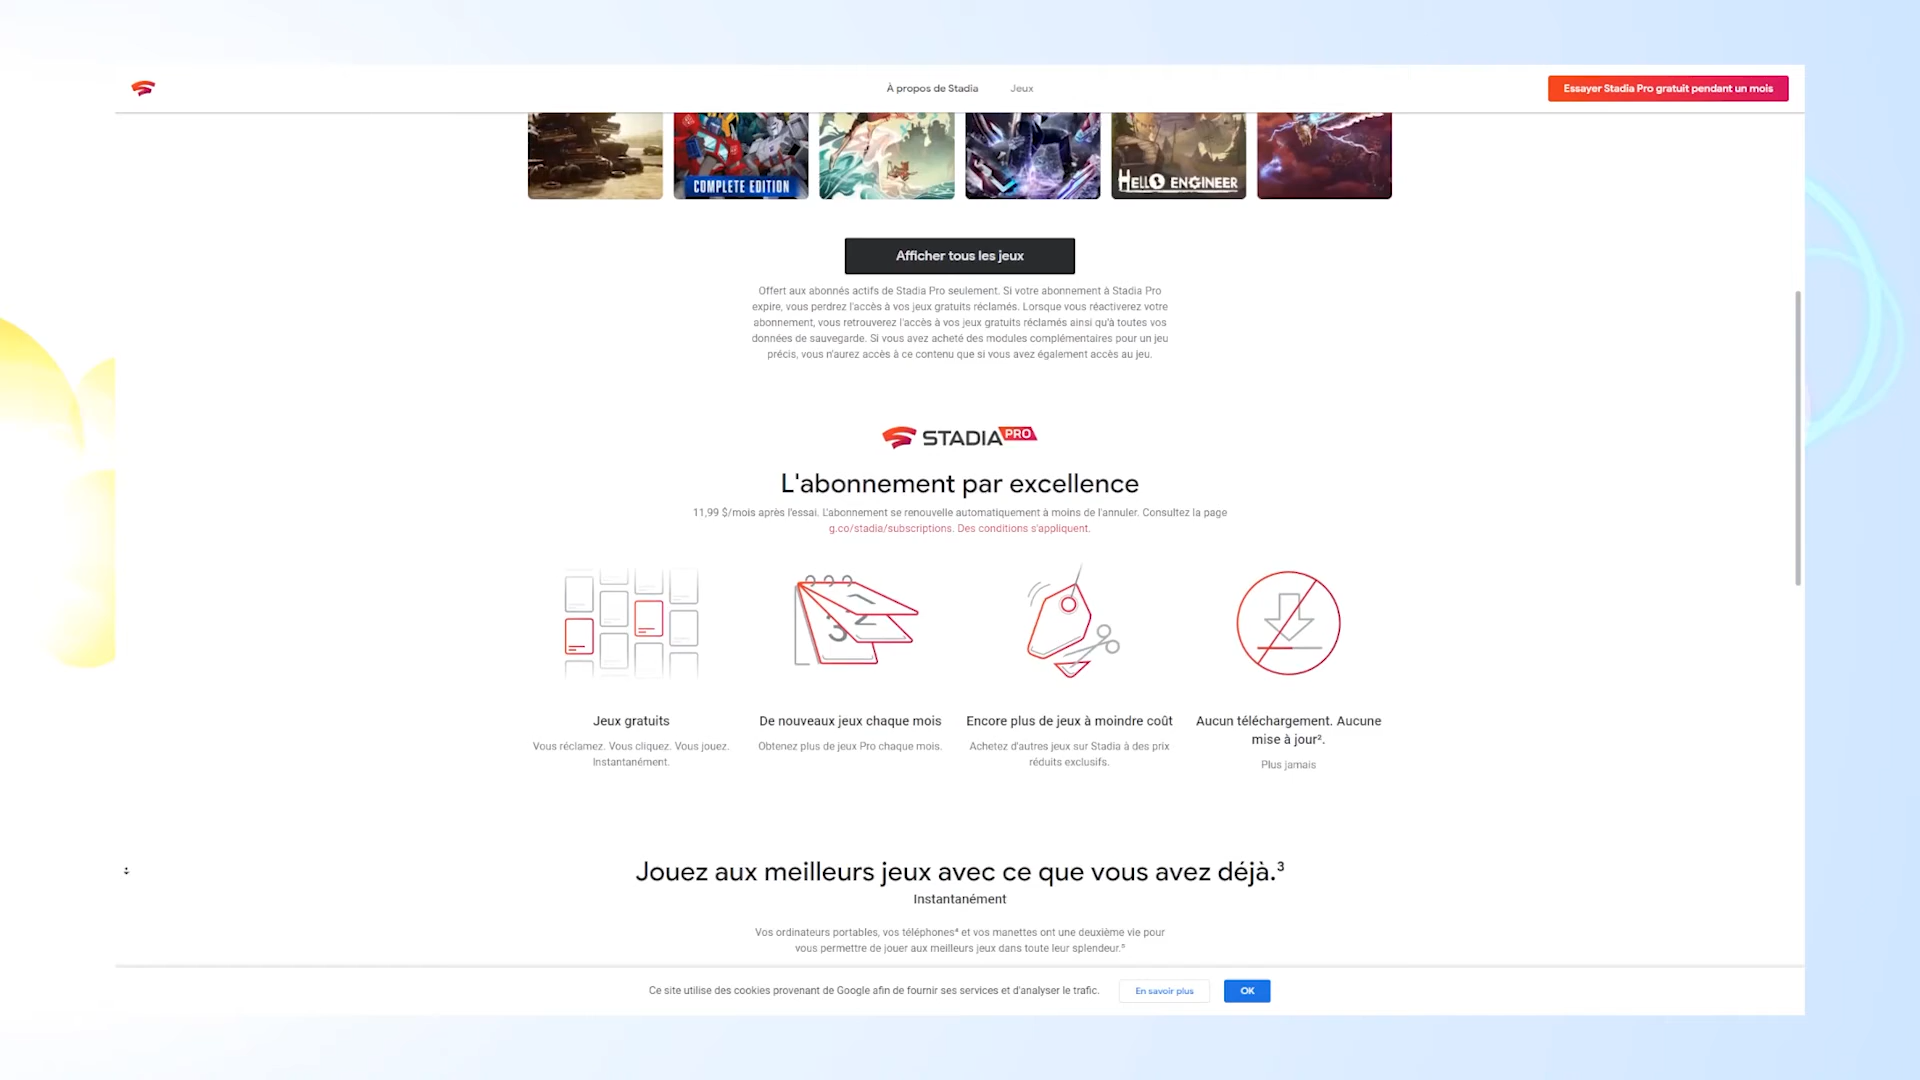 À propos de Stadia
Jeux
Essayer Stadia Pro gratuit pendant un mois
COMPLETE EDITION
HELLO ENGINEER
Afficher tous les jeux
Offert aux abonnés actifs de Stadia Pro seulement. Si votre abonnement à Stadia Pro
expire, vous perdrez l'accès à vos jeux gratuits réclamés. Lorsque vous réactiverez votre
abonnement, vous retrouverez l'accès à vos jeux gratuits réclamés ainsi qu'à toutes vos
données de sauvegarde. Si vous avez acheté des modules complémentaires pour un jeu
précis, vous n'aurez accès à ce contenu que si vous avez également accès au jeu.
STADIA PRO
L'abonnement par excellence
11,99 $/mois après l'essai. L'abonnement se renouvelle automatiquement à moins de l'annuler. Consultez la page
g.co/stadia/subscriptions. Des conditions s'appliquent.
3 2
Jeux gratuits
Vous réclamez. Vous cliquez. Vous jouez.
Instantanément.
De nouveaux jeux chaque mois
Obtenez plus de jeux Pro chaque mois.
Encore plus de jeux à moindre coût
Achetez d'autres jeux sur Stadia à des prix
réduits exclusifs.
Aucun téléchargement. Aucune
mise à jour².
Plus jamais
Jouez aux meilleurs jeux avec ce que vous avez déjà.³
Instantanément
Vos ordinateurs portables, vos téléphones⁴ et vos manettes ont une deuxième vie pour
vous permettre de jouer aux meilleurs jeux dans toute leur splendeur.⁵
Ce site utilise des cookies provenant de Google afin de fournir ses services et d'analyser le trafic.
En savoir plus
OK